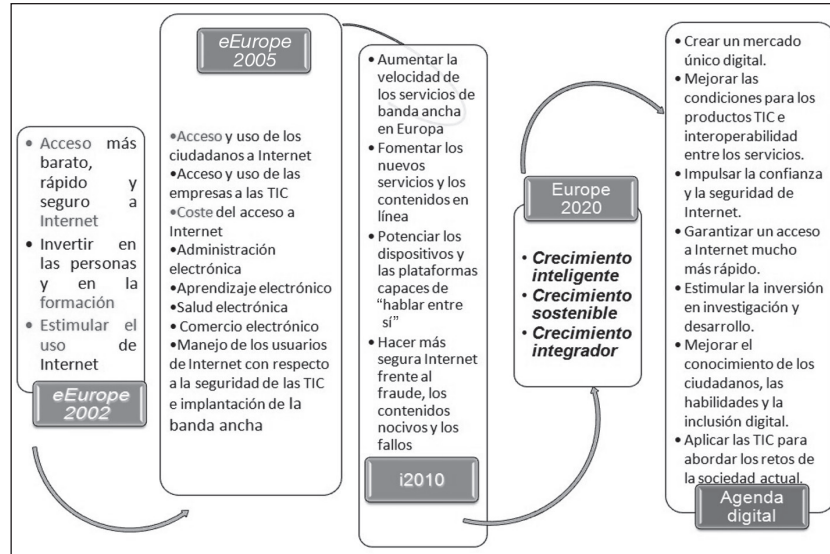 • Acceso más
barato,
rápido y
seguro a
Internet
• Invertir en
las personas
y en la
formación
• Estimular el
uso de
Internet
eEurope
2002
eEurope
2005
•Acceso y uso de los
ciudadanos a Internet
•Acceso y uso de las
empresas a las TIC
•Coste del acceso a
Internet
•Administración
electrónica
•Aprendizaje electrónico
•Salud electrónica
•Comercio electrónico
•Manejo de los usuarios
de Internet con respecto
a la seguridad de las TIC
e implantación de la
banda ancha
• Aumentar la
velocidad de
los servicios de
banda ancha
en Europa
• Fomentar los
nuevos
servicios y los
contenidos en
línea
• Potenciar los
dispositivos y
las plataformas
capaces de
“hablar entre
sí”
• Hacer más
segura Internet
frente al
fraude, los
contenidos
nocivos y los
fallos
i2010
Europe
2020
• Crecimiento
inteligente
• Crecimiento
sostenible
• Crecimiento
integrador
• Crear un mercado
único digital.
• Mejorar las
condiciones para los
productos TIC e
interoperabilidad
entre los servicios.
• Impulsar la confianza
y la seguridad de
Internet.
• Garantizar un acceso
a Internet mucho
más rápido.
• Estimular la inversión
en investigación y
desarrollo.
• Mejorar el
conocimiento de los
ciudadanos, las
habilidades y la
inclusión digital.
• Aplicar las TIC para
abordar los retos de
la sociedad actual.
Agenda
digital